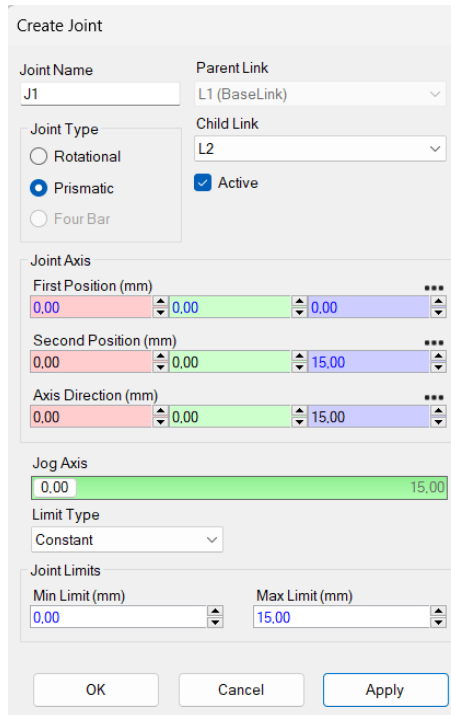 Create Joint
Joint Name
Parent Link
J1
L1 (BaseLink)
Joint Type
Child Link
Rotational
L2
Prismatic
Active
Four Bar
Joint Axis
First Position (mm)
0,00 0,00 0,00
Second Position (mm)
0,00 0,00 15,00
Axis Direction (mm)
0,00 0,00 15,00
Jog Axis
0,00 15,00
Limit Type
Constant
Joint Limits
Min Limit (mm) Max Limit (mm)
0,00 15,00
OK Cancel Apply